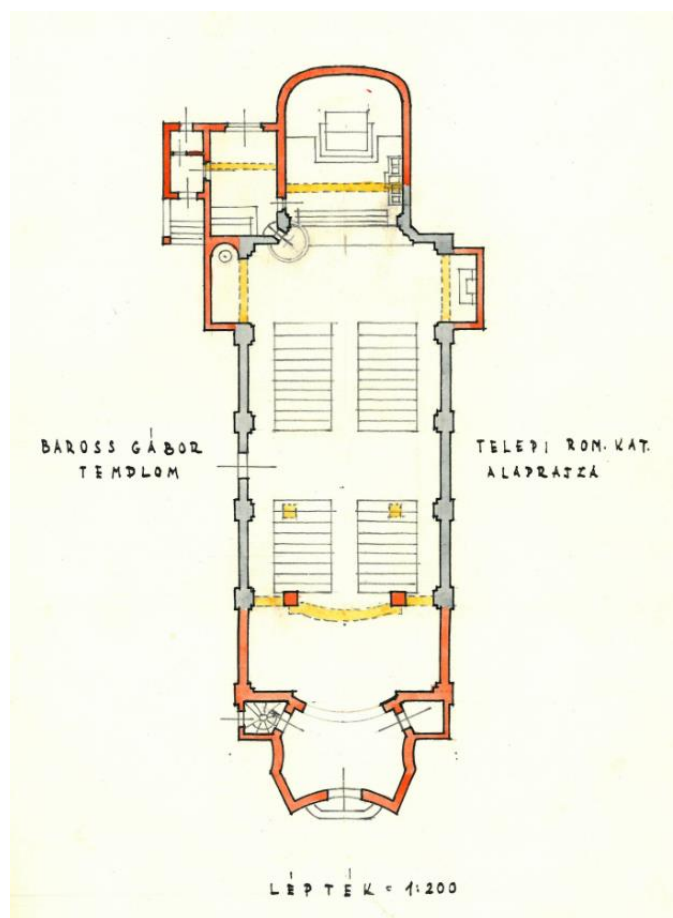 BAROSS GÁBOR
TEMPLOM
TELEPI ROM. KAT.
ALAPRAJZA
LÉPTÉK = 1:200